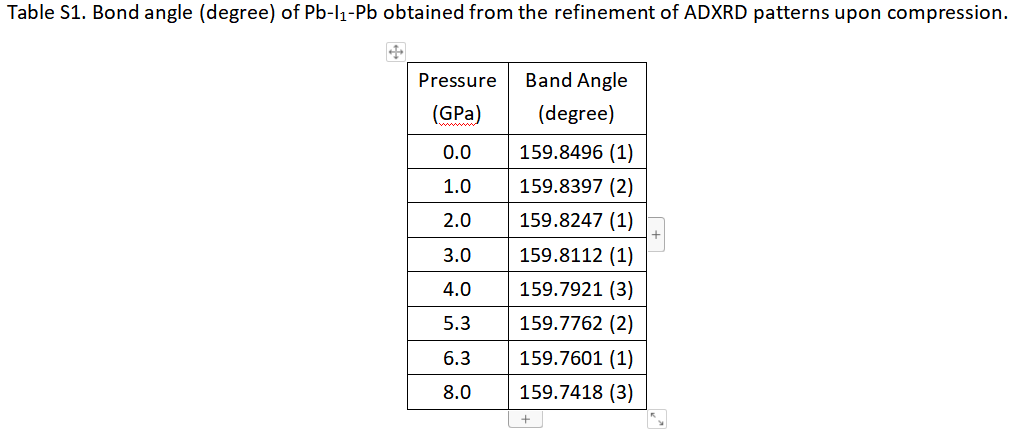 Table S1. Bond angle (degree) of Pb-I₁-Pb obtained from the refinement of ADXRD patterns upon compression.
Pressure (GPa) Band Angle (degree)
0.0 159.8496 (1)
1.0 159.8397 (2)
2.0 159.8247 (1)
3.0 159.8112 (1)
4.0 159.7921 (3)
5.3 159.7762 (2)
6.3 159.7601 (1)
8.0 159.7418 (3)